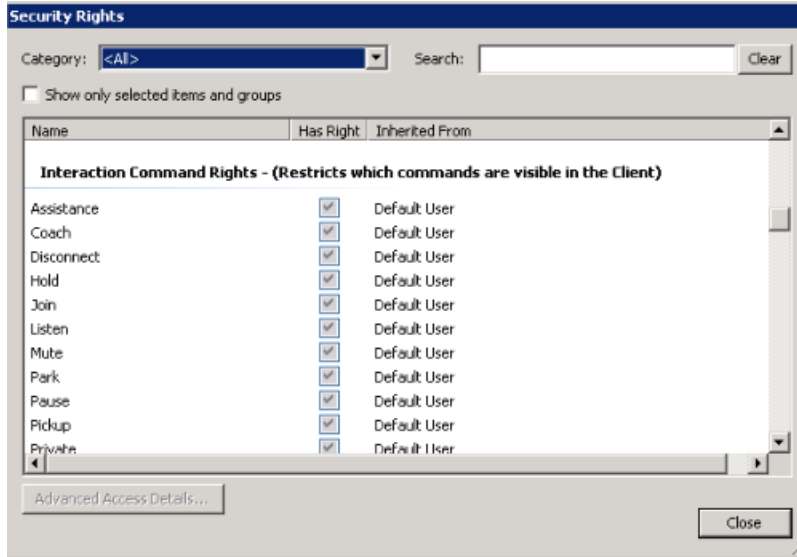 Security Rights
Category: <All> Search: Clear
Show only selected items and groups
Name Has Right Inherited From
Interaction Command Rights - (Restricts which commands are visible in the Client)
Assistance Default User
Coach Default User
Disconnect Default User
Hold Default User
Join Default User
Listen Default User
Mute Default User
Park Default User
Pause Default User
Pickup Default User
Private Default User
Advanced Access Details...
Close